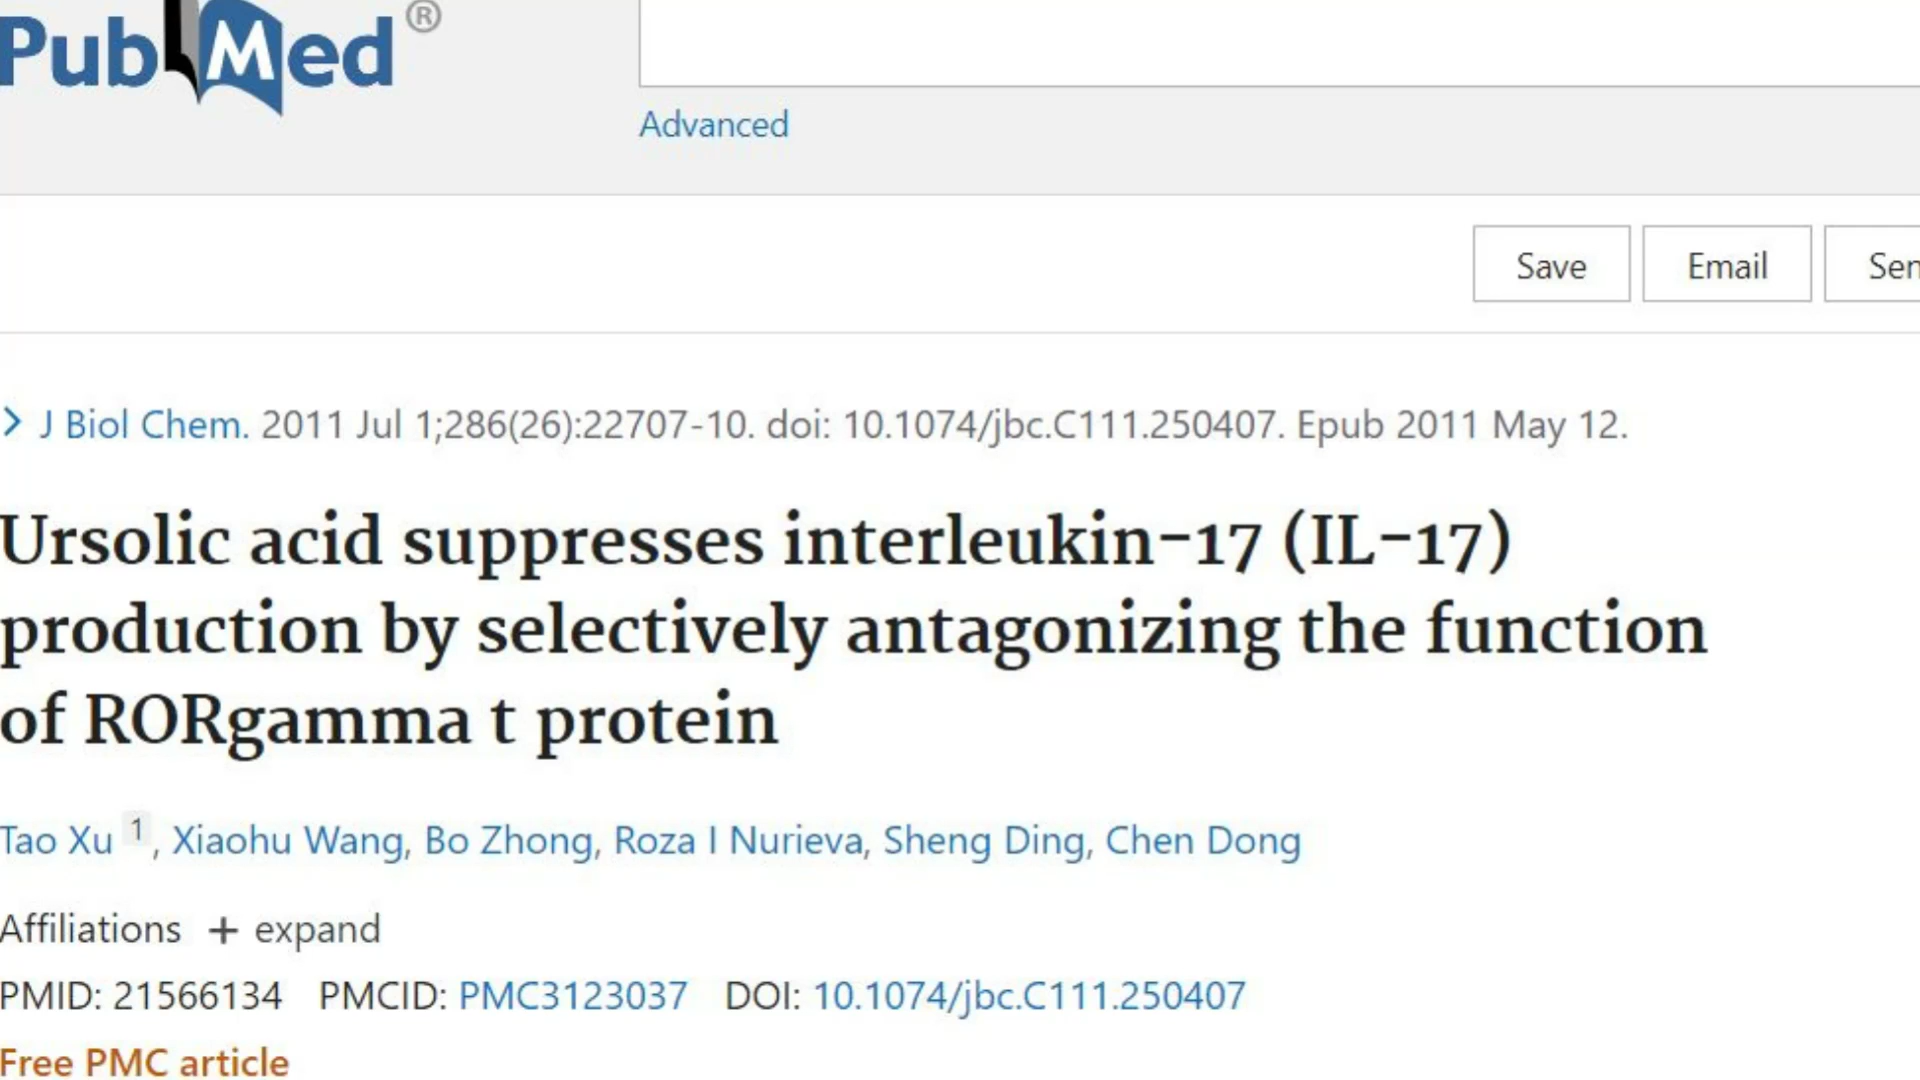 PubMed®
Advanced
Save Email
> J Biol Chem. 2011 Jul 1;286(26):22707-10. doi: 10.1074/jbc.C111.250407. Epub 2011 May 12.
Ursolic acid suppresses interleukin-17 (IL-17)
production by selectively antagonizing the function
of RORgamma t protein
Tao Xu 1, Xiaohu Wang, Bo Zhong, Roza I Nurieva, Sheng Ding, Chen Dong
Affiliations + expand
PMID: 21566134 PMCID: PMC3123037 DOI: 10.1074/jbc.C111.250407
Free PMC article